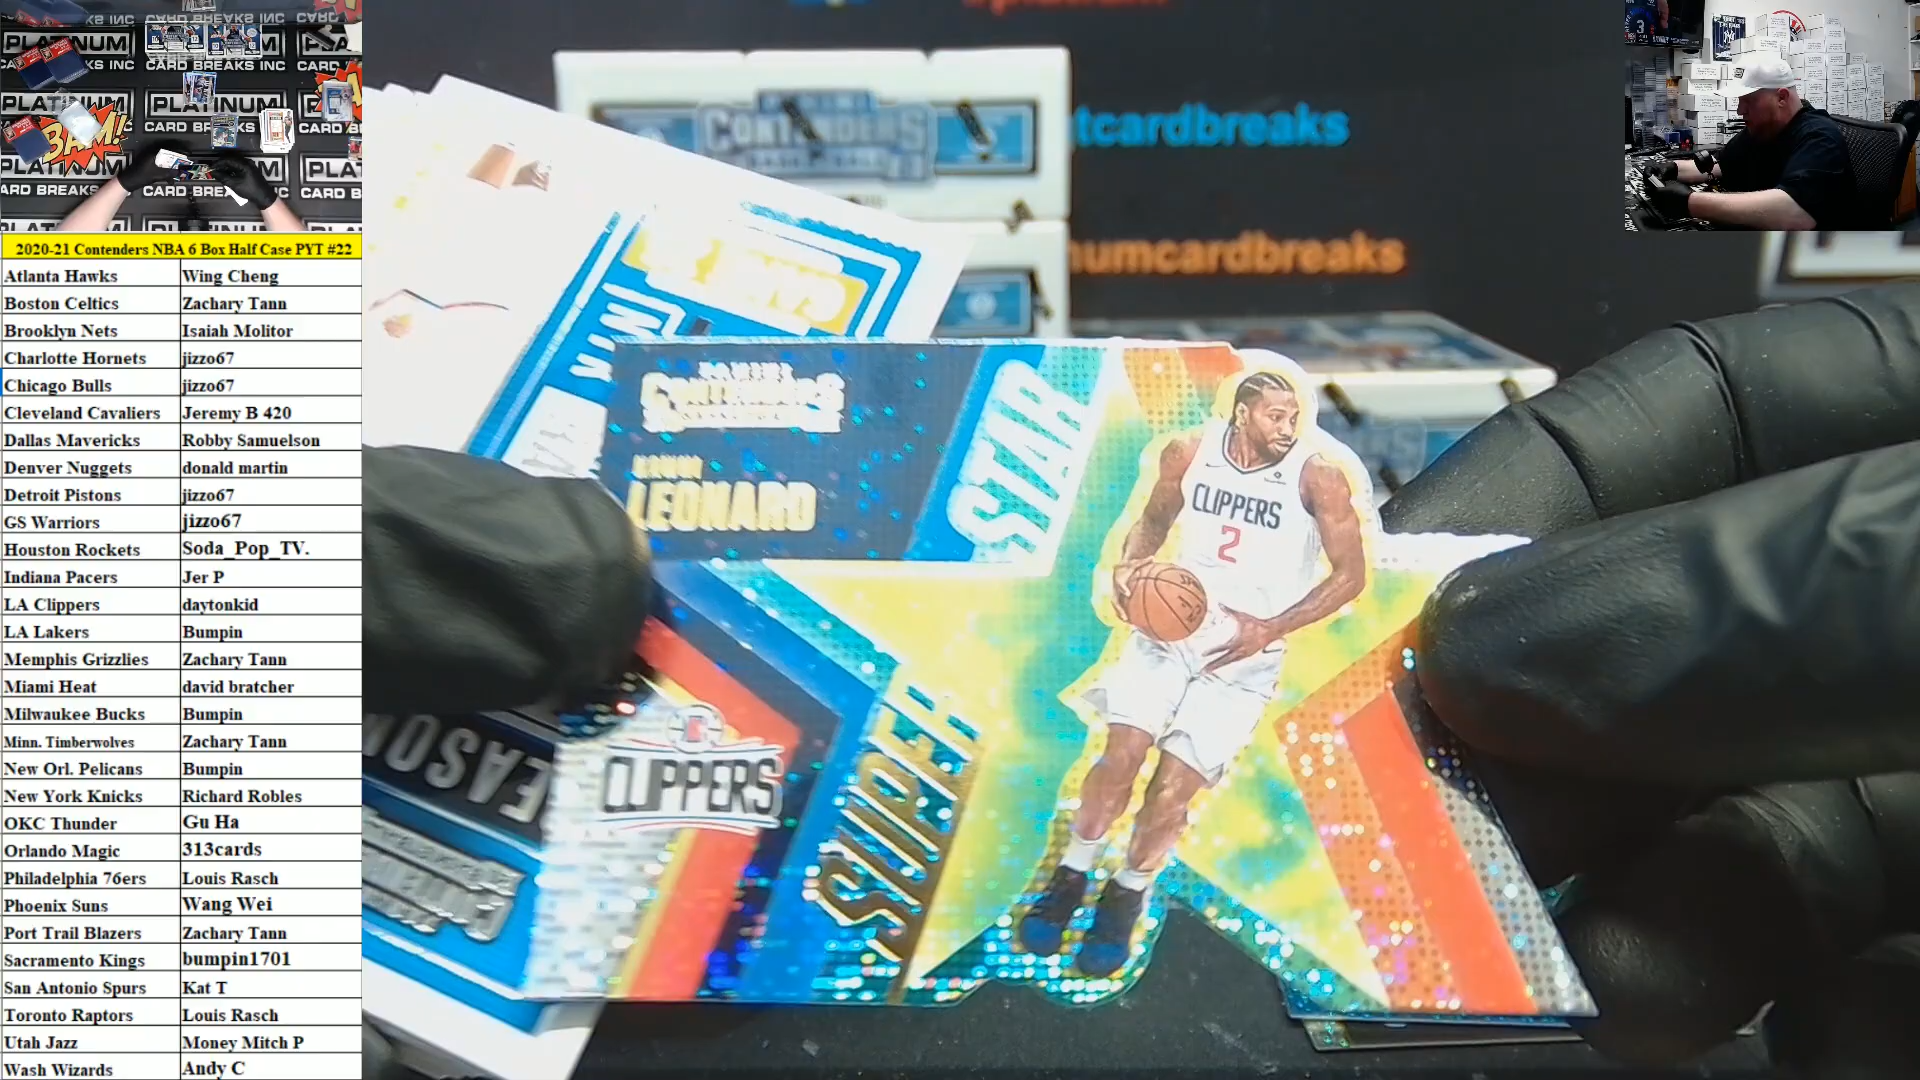 PLATINUM
CARD BREAKS INC
2020-21 Contenders NBA 6 Box Half Case PYT #22
Atlanta Hawks Wing Cheng
Boston Celtics Zachary Tann
Brooklyn Nets Isaiah Molitor
Charlotte Hornets jizzo67
Chicago Bulls jizzo67
Cleveland Cavaliers Jeremy B 420
Dallas Mavericks Robby Samuelson
Denver Nuggets donald martin
Detroit Pistons jizzo67
GS Warriors jizzo67
Houston Rockets Soda_Pop_TV.
Indiana Pacers Jer P
LA Clippers daytonkid
LA Lakers Bumpin
Memphis Grizzlies Zachary Tann
Miami Heat david bratcher
Milwaukee Bucks Bumpin
Minn. Timberwolves Zachary Tann
New Orl. Pelicans Bumpin
New York Knicks Richard Robles
OKC Thunder Gu Ha
Orlando Magic 313cards
Philadelphia 76ers Louis Rasch
Phoenix Suns Wang Wei
Port Trail Blazers Zachary Tann
Sacramento Kings bumpin1701
San Antonio Spurs Kat T
Toronto Raptors Louis Rasch
Utah Jazz Money Mitch P
Wash Wizards Andy C
BAM!
CONTENDERS
tcardbreaks
numcardbreaks
PANINI
CONTENDERS
LEONARD
STAR
SUPER
CLIPPERS
2
CLIPPERS